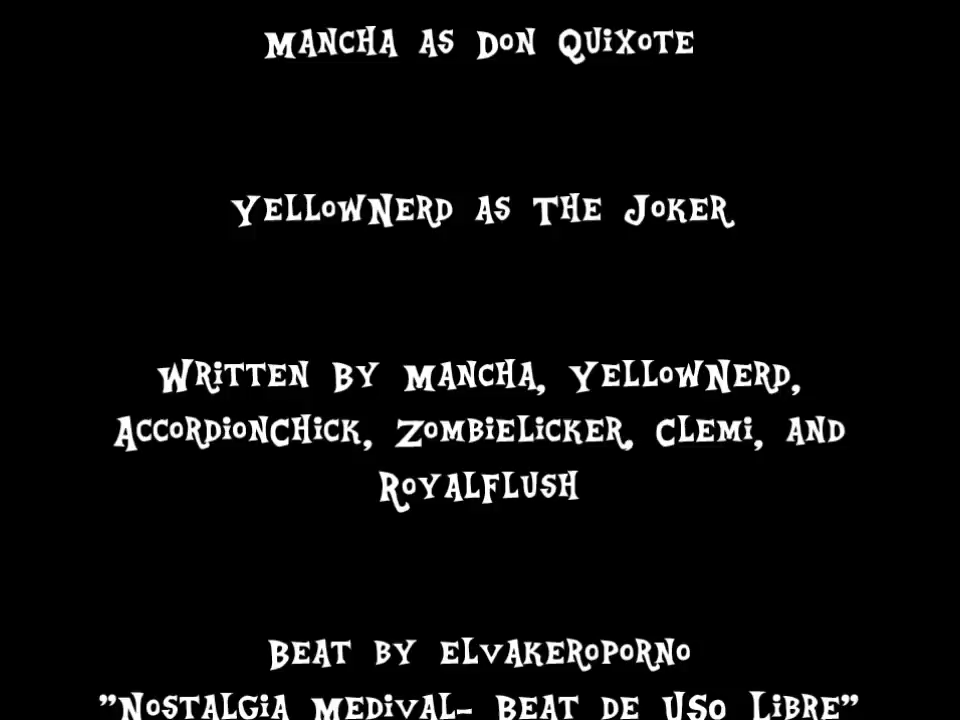 Mancha as Don Quixote
YellowNerd as The Joker
Written by Mancha, YellowNerd,
AccordionChick, Zombielicker, Clemi, and
RoyalFlush
Beat by elvakeroporno
"Nostalgia Medival- Beat de Uso Libre"